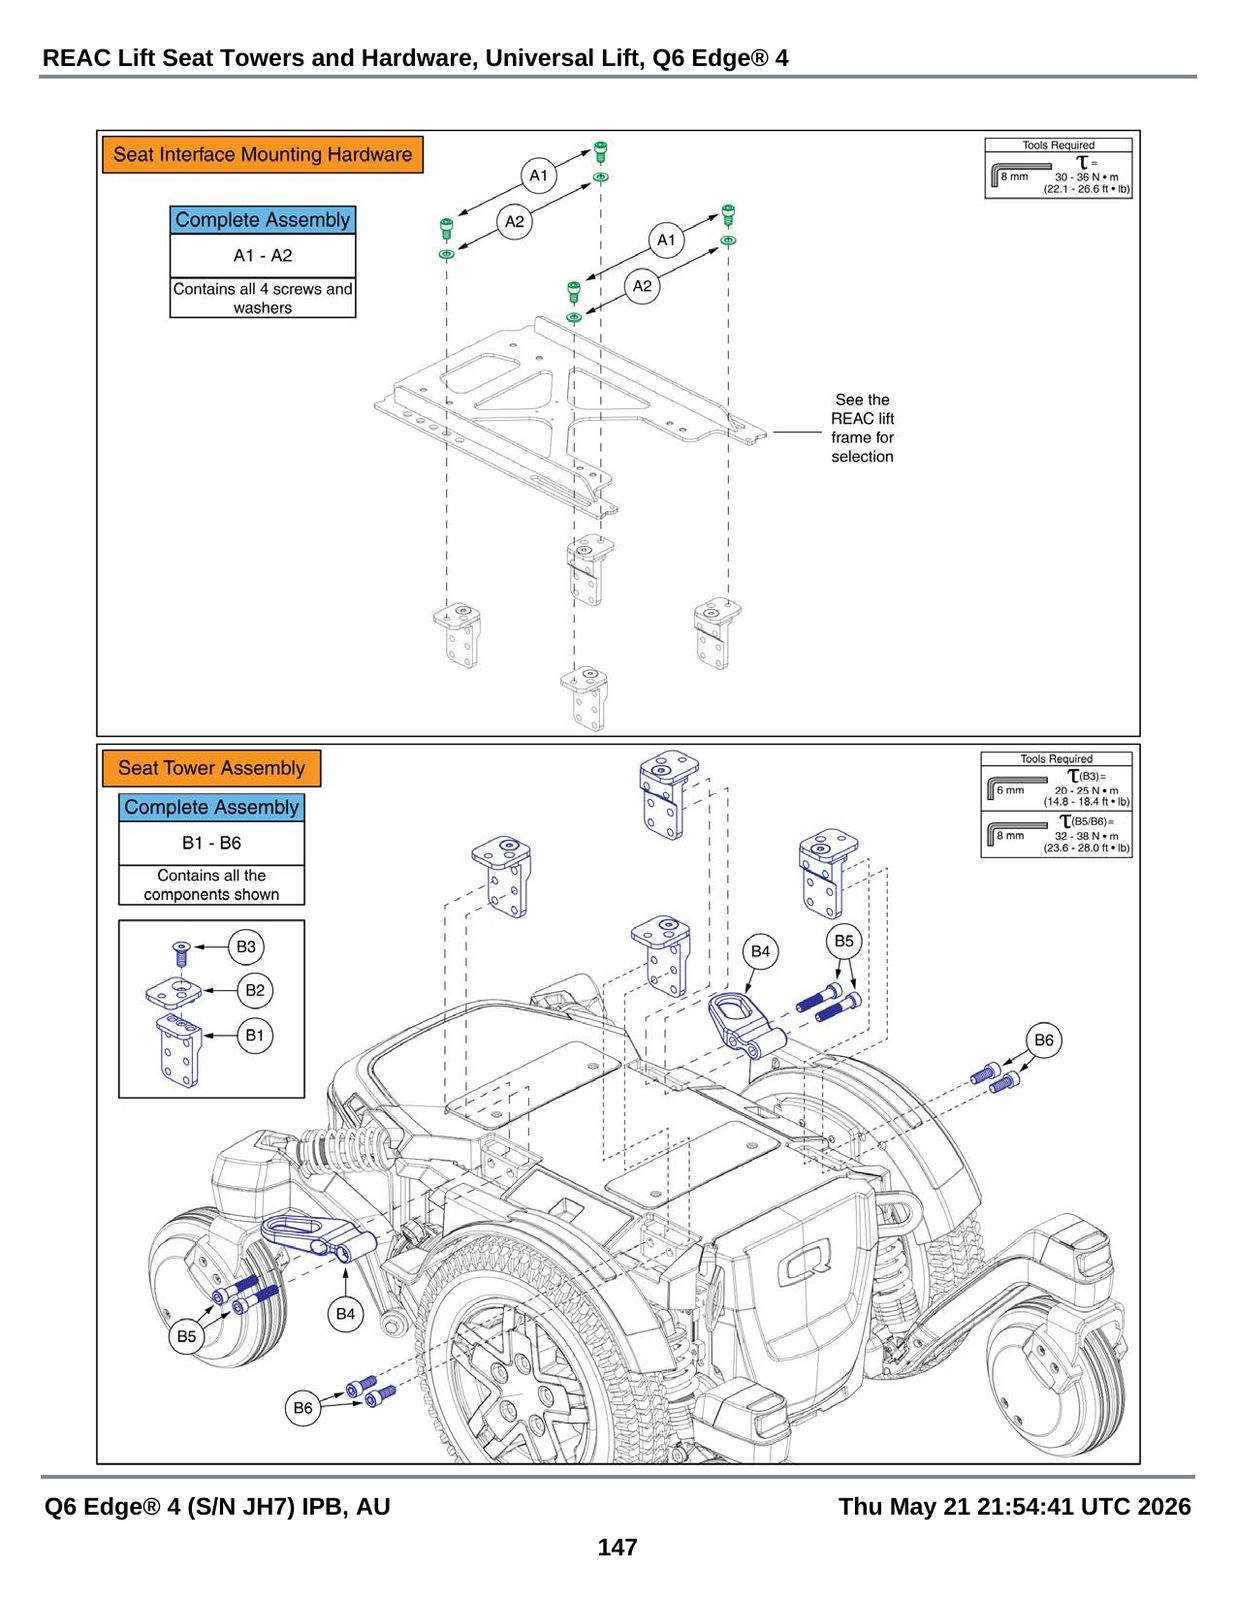 REAC Lift Seat Towers and Hardware, Universal Lift, Q6 Edge® 4
Seat Interface Mounting Hardware
Complete Assembly
A1 - A2
Contains all 4 screws and
washers
A1
A2
A1
A2
Tools Required
8 mm
τ =
30 - 36 N • m
(22.1 - 26.6 ft • lb)
See the
REAC lift
frame for
selection
Seat Tower Assembly
Complete Assembly
B1 - B6
Contains all the
components shown
B3
B2
B1
Tools Required
6 mm
τ(B3)=
20 - 25 N • m
(14.8 - 18.4 ft • lb)
8 mm
τ(B5/B6)=
32 - 38 N • m
(23.6 - 28.0 ft • lb)
B4
B5
B6
B4
B5
B6
Q6 Edge® 4 (S/N JH7) IPB, AU
Thu May 21 21:54:41 UTC 2026
147